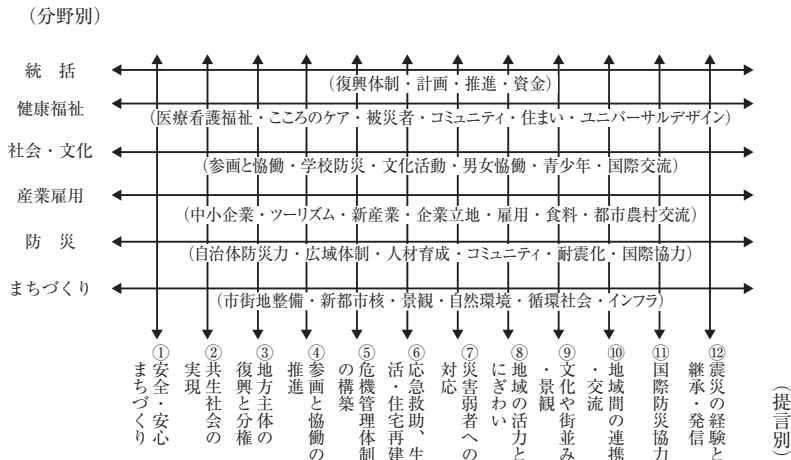 （分野別）
統　括
（復興体制・計画・推進・資金）
健康福祉
（医療看護福祉・こころのケア・被災者・コミュニティ・住まい・ユニバーサルデザイン）
社会・文化
（参画と協働・学校防災・文化活動・男女協働・青少年・国際交流）
産業雇用
（中小企業・ツーリズム・新産業・企業立地・雇用・食料・都市農村交流）
防　災
（自治体防災力・広域体制・人材育成・コミュニティ・耐震化・国際協力）
まちづくり
（市街地整備・新都市核・景観・自然環境・循環社会・インフラ）
①安全・安心
まちづくり
②共生社会の
実現
③地方主体の
復興と分権
④参画と協働の
推進
⑤危機管理体制
の構築
⑥応急救助、生
活・住宅再建
⑦災害弱者への
対応
⑧地域の活力と
にぎわい
⑨文化や街並み
・景観
⑩地域間の連携
・交流
⑪国際防災協力
⑫震災の経験と
継承・発信
（提言別）